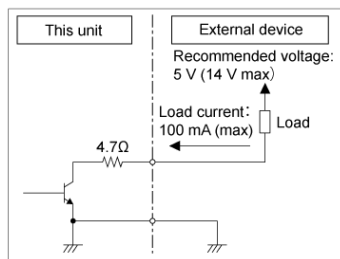 This unit
External device
Recommended voltage:
5 V (14 V max)
Load current:
100 mA (max)
Load
4.7Ω